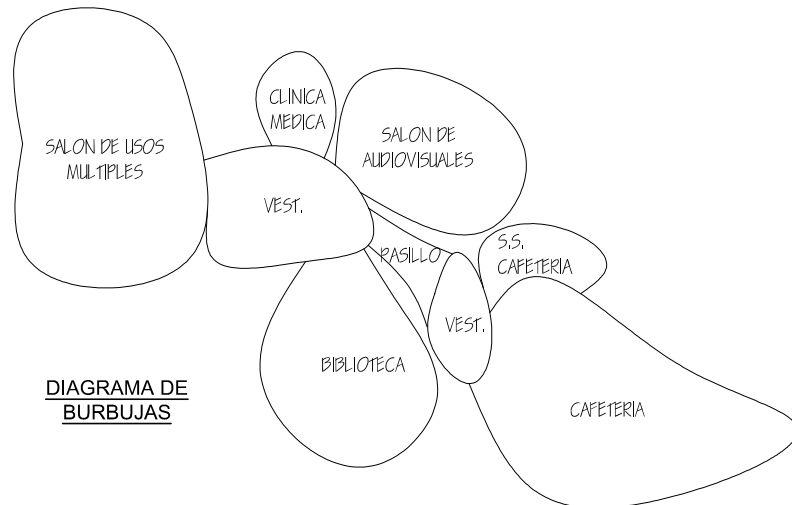 CLINICA
MEDICA
SALON DE USOS
MULTIPLES
SALON DE
AUDIOVISUALES
VEST.
PASILLO
S.S.
CAFETERIA
VEST.
BIBLIOTECA
CAFETERIA
DIAGRAMA DE
BURBUJAS